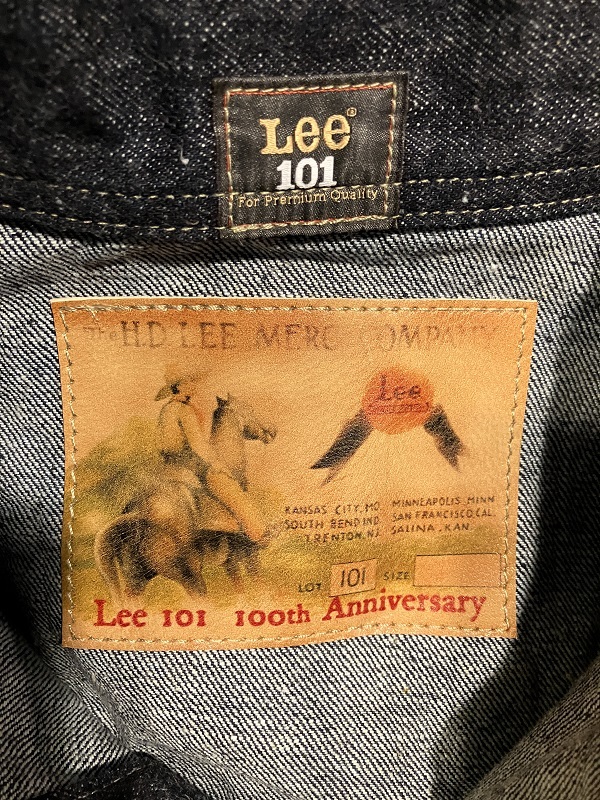 Lee®
101
For Premium Quality
The H.D. LEE MERC COMPANY
Lee
KANSAS CITY, MO. MINNEAPOLIS, MINN.
SOUTH BEND, IND. SAN FRANCISCO, CAL.
TRENTON, N.J. SALINA, KAN.
LOT 101 SIZE
Lee 101 100th Anniversary